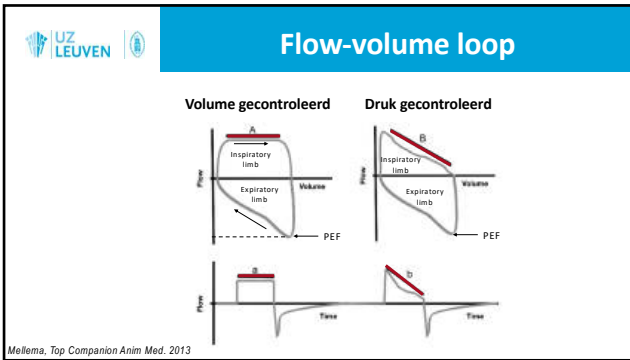 UZ
LEUVEN
Flow-volume loop
Volume gecontroleerd
Druk gecontroleerd
A
Inspiratory
limb
Flow
Volume
Expiratory
limb
PEF
B
Inspiratory
limb
Flow
Volume
Expiratory
limb
PEF
a
b
Flow
Time
Time
Mellema, Top Companion Anim Med. 2013